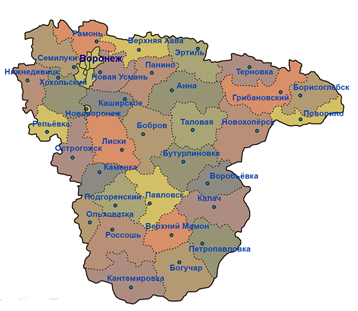 Рамонь
Верхняя Хава
Семилуки
Воронеж
Эртиль
Нижнедевицк
Хохольский
Новая Усмань
Панино
Терновка
Анна
Грибановский
Борисоглебск
Каширское
Нововоронеж
Поворино
Репьёвка
Бобров
Таловая
Новохопёрск
Острогожск
Лиски
Бутурлиновка
Каменка
Воробьёвка
Подгоренский
Павловск
Калач
Ольховатка
Россошь
Верхний Мамон
Петропавловка
Богучар
Кантемировка